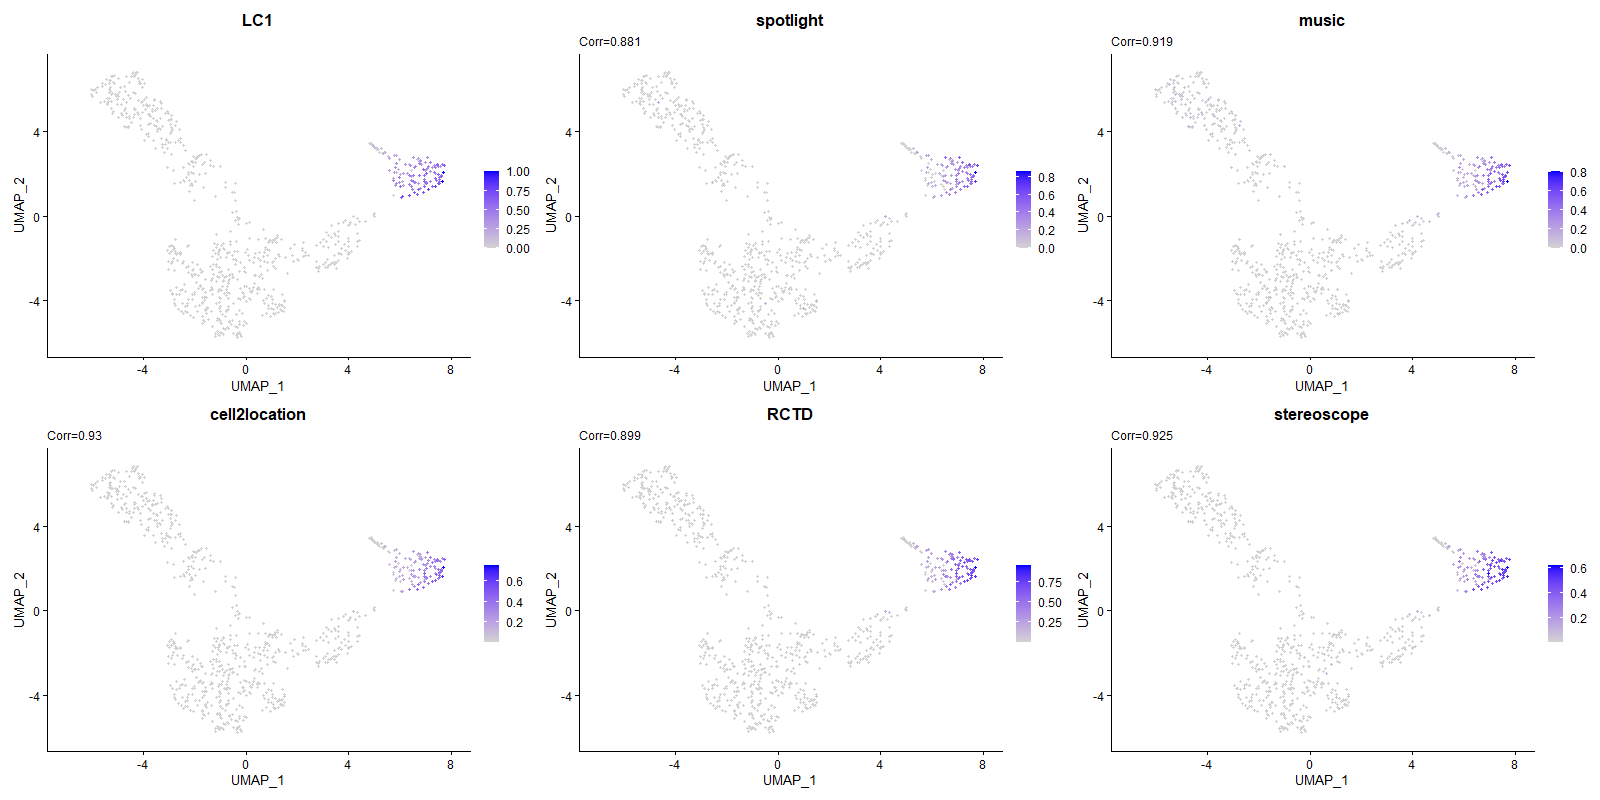 LC1
UMAP_2
4
0
-4
1.00
0.75
0.50
0.25
0.00
-4
0
4
8
UMAP_1
spotlight
Corr=0.881
UMAP_2
4
0
-4
0.8
0.6
0.4
0.2
0.0
-4
0
4
8
UMAP_1
music
Corr=0.919
UMAP_2
4
0
-4
0.8
0.6
0.4
0.2
0.0
-4
0
4
8
UMAP_1
cell2location
Corr=0.93
UMAP_2
4
0
-4
0.6
0.4
0.2
-4
0
4
8
UMAP_1
RCTD
Corr=0.899
UMAP_2
4
0
-4
0.75
0.50
0.25
-4
0
4
8
UMAP_1
stereoscope
Corr=0.925
UMAP_2
4
0
-4
0.6
0.4
0.2
-4
0
4
8
UMAP_1